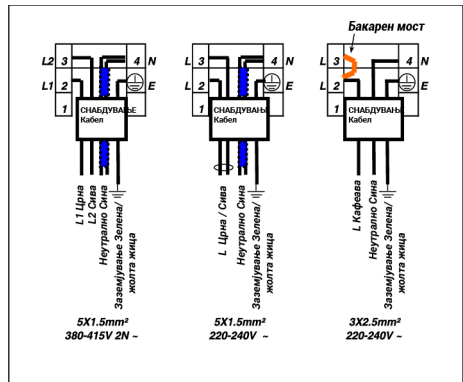 Бакарен мост
L2 3 4 N
L1 2 E
1 СНАБДУВАЊЕ
Кабел
L1 Црна
L2 Сива
Неутрално Сина
Заземјување Зелена/
жолта жица
5X1.5mm²
380-415V 2N ~
L 3 4 N
L 2 E
1 СНАБДУВАЊ
Кабел
L Црна / Сива
Неутрално Сина
Заземјување Зелена/
жолта жица
5X1.5mm²
220-240V ~
L 3 4 N
L 2 E
1 СНАБДУВАЊ
Кабел
L Кафеава
Неутрално Сина
Заземјување Зелена/
жолта жица
3X2.5mm²
220-240V ~